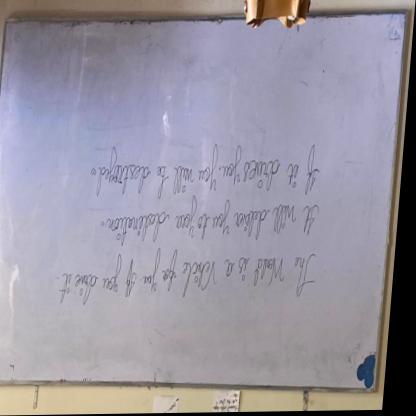 The World is a Vehicle for you if you drive it.
It will deliver you to your destination.
If it drives you, you will be destroyed.